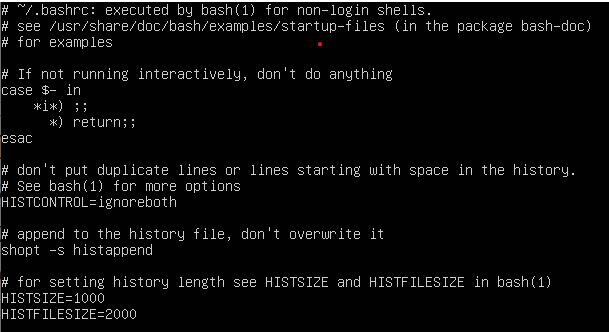 # ~/.bashrc: executed by bash(1) for non-login shells.
# see /usr/share/doc/bash/examples/startup-files (in the package bash-doc)
# for examples

# If not running interactively, don't do anything
case $- in
    *i*) ;;
      *) return;;
esac

# don't put duplicate lines or lines starting with space in the history.
# See bash(1) for more options
HISTCONTROL=ignoreboth

# append to the history file, don't overwrite it
shopt -s histappend

# for setting history length see HISTSIZE and HISTFILESIZE in bash(1)
HISTSIZE=1000
HISTFILESIZE=2000